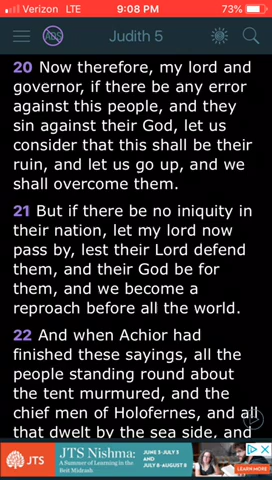 Verizon LTE 9:08 PM 73%
ADS Judith 5
20 Now therefore, my lord and
governor, if there be any error
against this people, and they
sin against their God, let us
consider that this shall be their
ruin, and let us go up, and we
shall overcome them.
21 But if there be no iniquity in
their nation, let my lord now
pass by, lest their Lord defend
them, and their God be for
them, and we become a
reproach before all the world.
22 And when Achior had
finished these sayings, all the
people standing round about
the tent murmured, and the
chief men of Holofernes, and all
that dwelt by the sea side, and
JTS
JTS Nishma:
A Summer of Learning in the
Beit Midrash
JUNE 3-JULY 3
AND
JULY 8-AUGUST 8
LEARN MORE